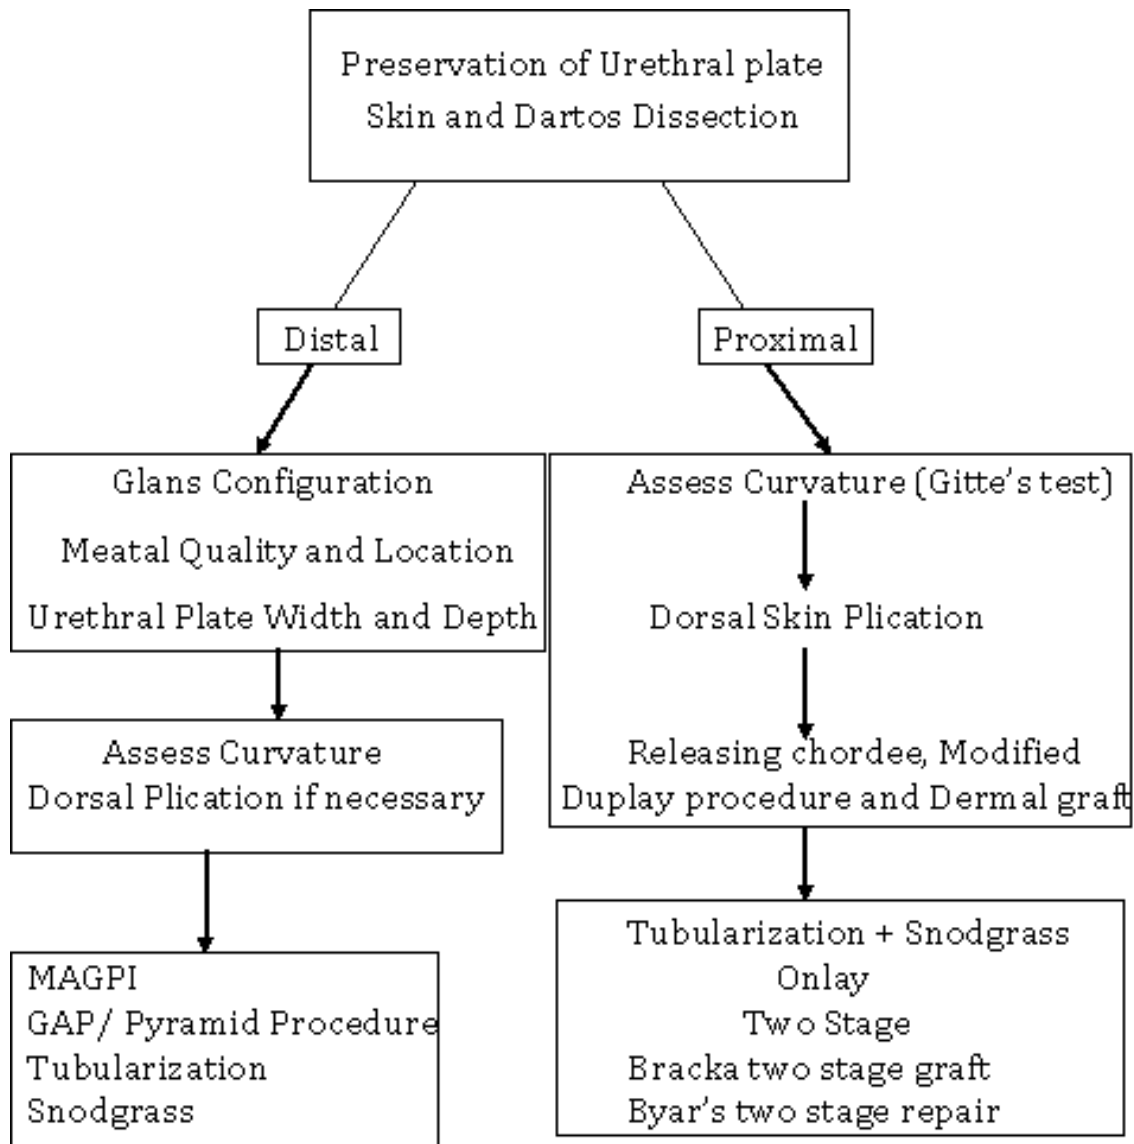 Preservation of Urethral plate
Skin and Dartos Dissection
Distal
Proximal
Glans Configuration
Meatal Quality and Location
Urethral Plate Width and Depth
Assess Curvature
Dorsal Plication if necessary
MAGPI
GAP/ Pyramid Procedure
Tubularization
Snodgrass
Assess Curvature (Gitte's test)
Dorsal Skin Plication
Releasing chordee, Modified
Duplay procedure and Dermal graft
Tubularization + Snodgrass
Onlay
Two Stage
Bracka two stage graft
Byar's two stage repair